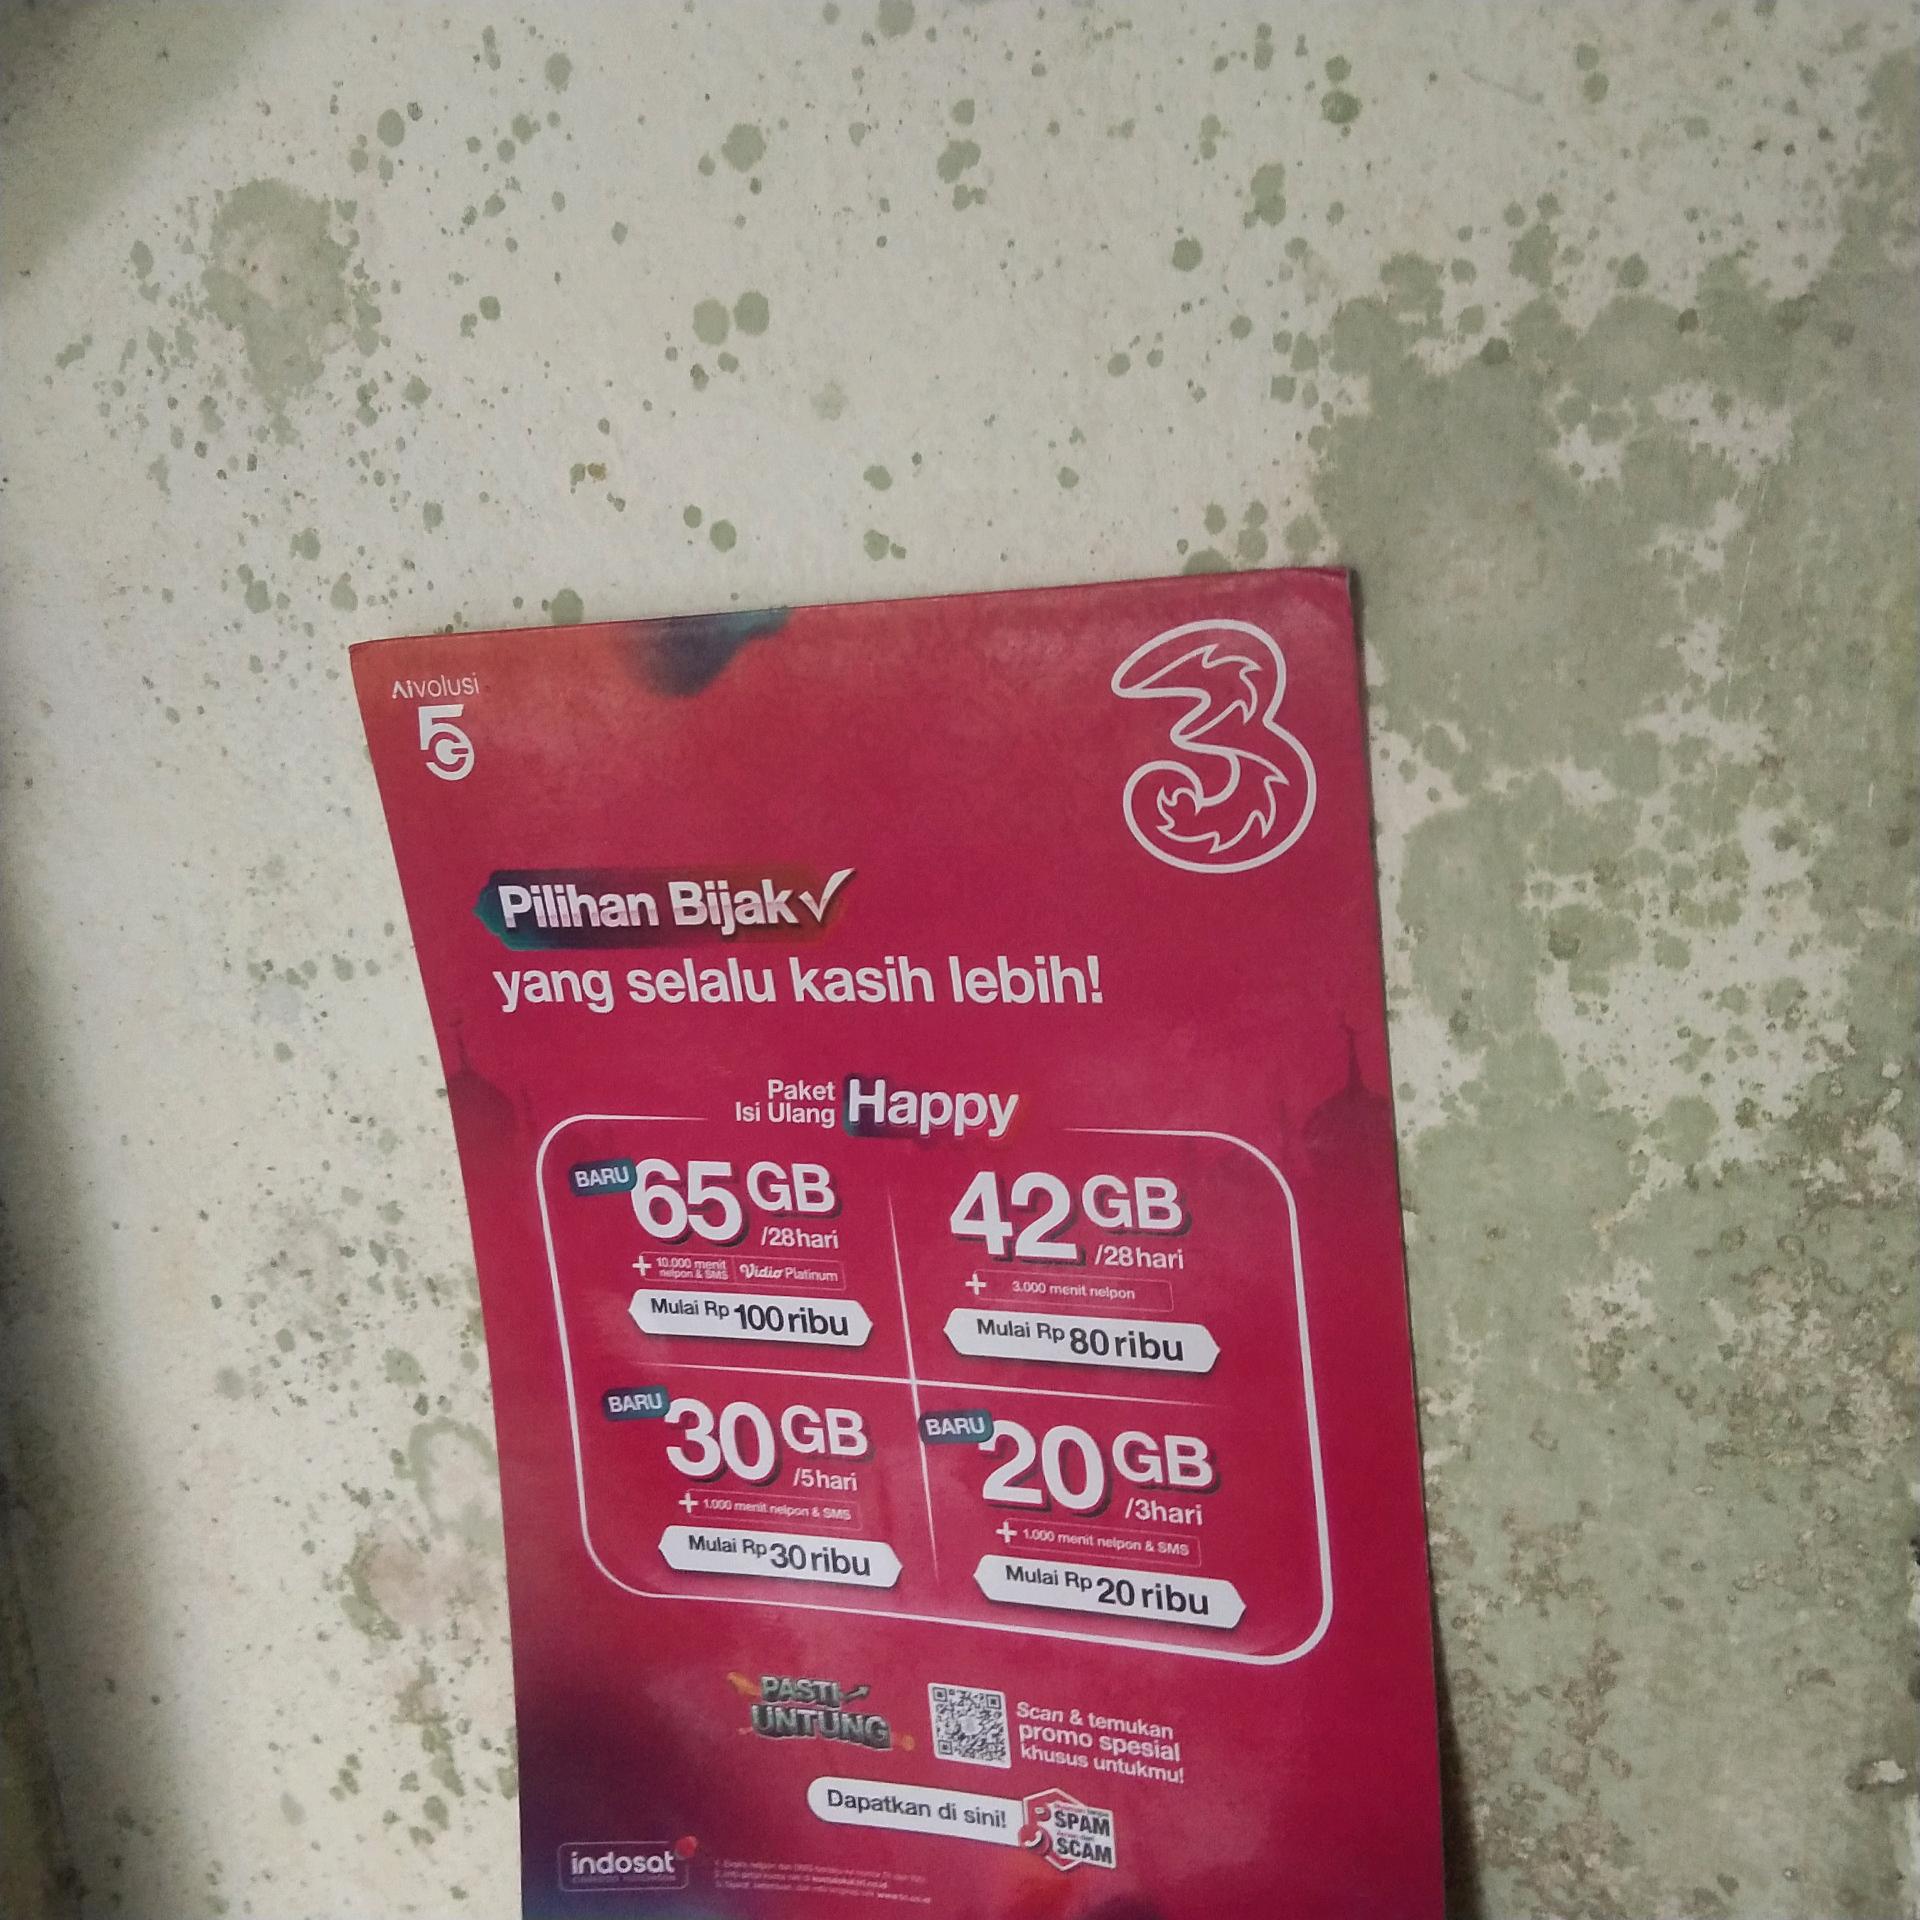 AIvolusi
5G
3
Pilihan Bijak
yang selalu kasih lebih!
Paket
Isi Ulang Happy
BARU 65 GB
/28hari
+ 10.000 menit
nelpon & SMS Vidio Platinum
Mulai Rp 100 ribu
42 GB
/28hari
+ 3.000 menit nelpon
Mulai Rp 80 ribu
BARU 30 GB
/5hari
+ 1.000 menit nelpon & SMS
Mulai Rp 30 ribu
BARU 20 GB
/3hari
+ 1.000 menit nelpon & SMS
Mulai Rp 20 ribu
PASTI
UNTUNG
Scan & temukan
promo spesial
khusus untukmu!
Dapatkan di sini!
SPAM
SCAM
indosat